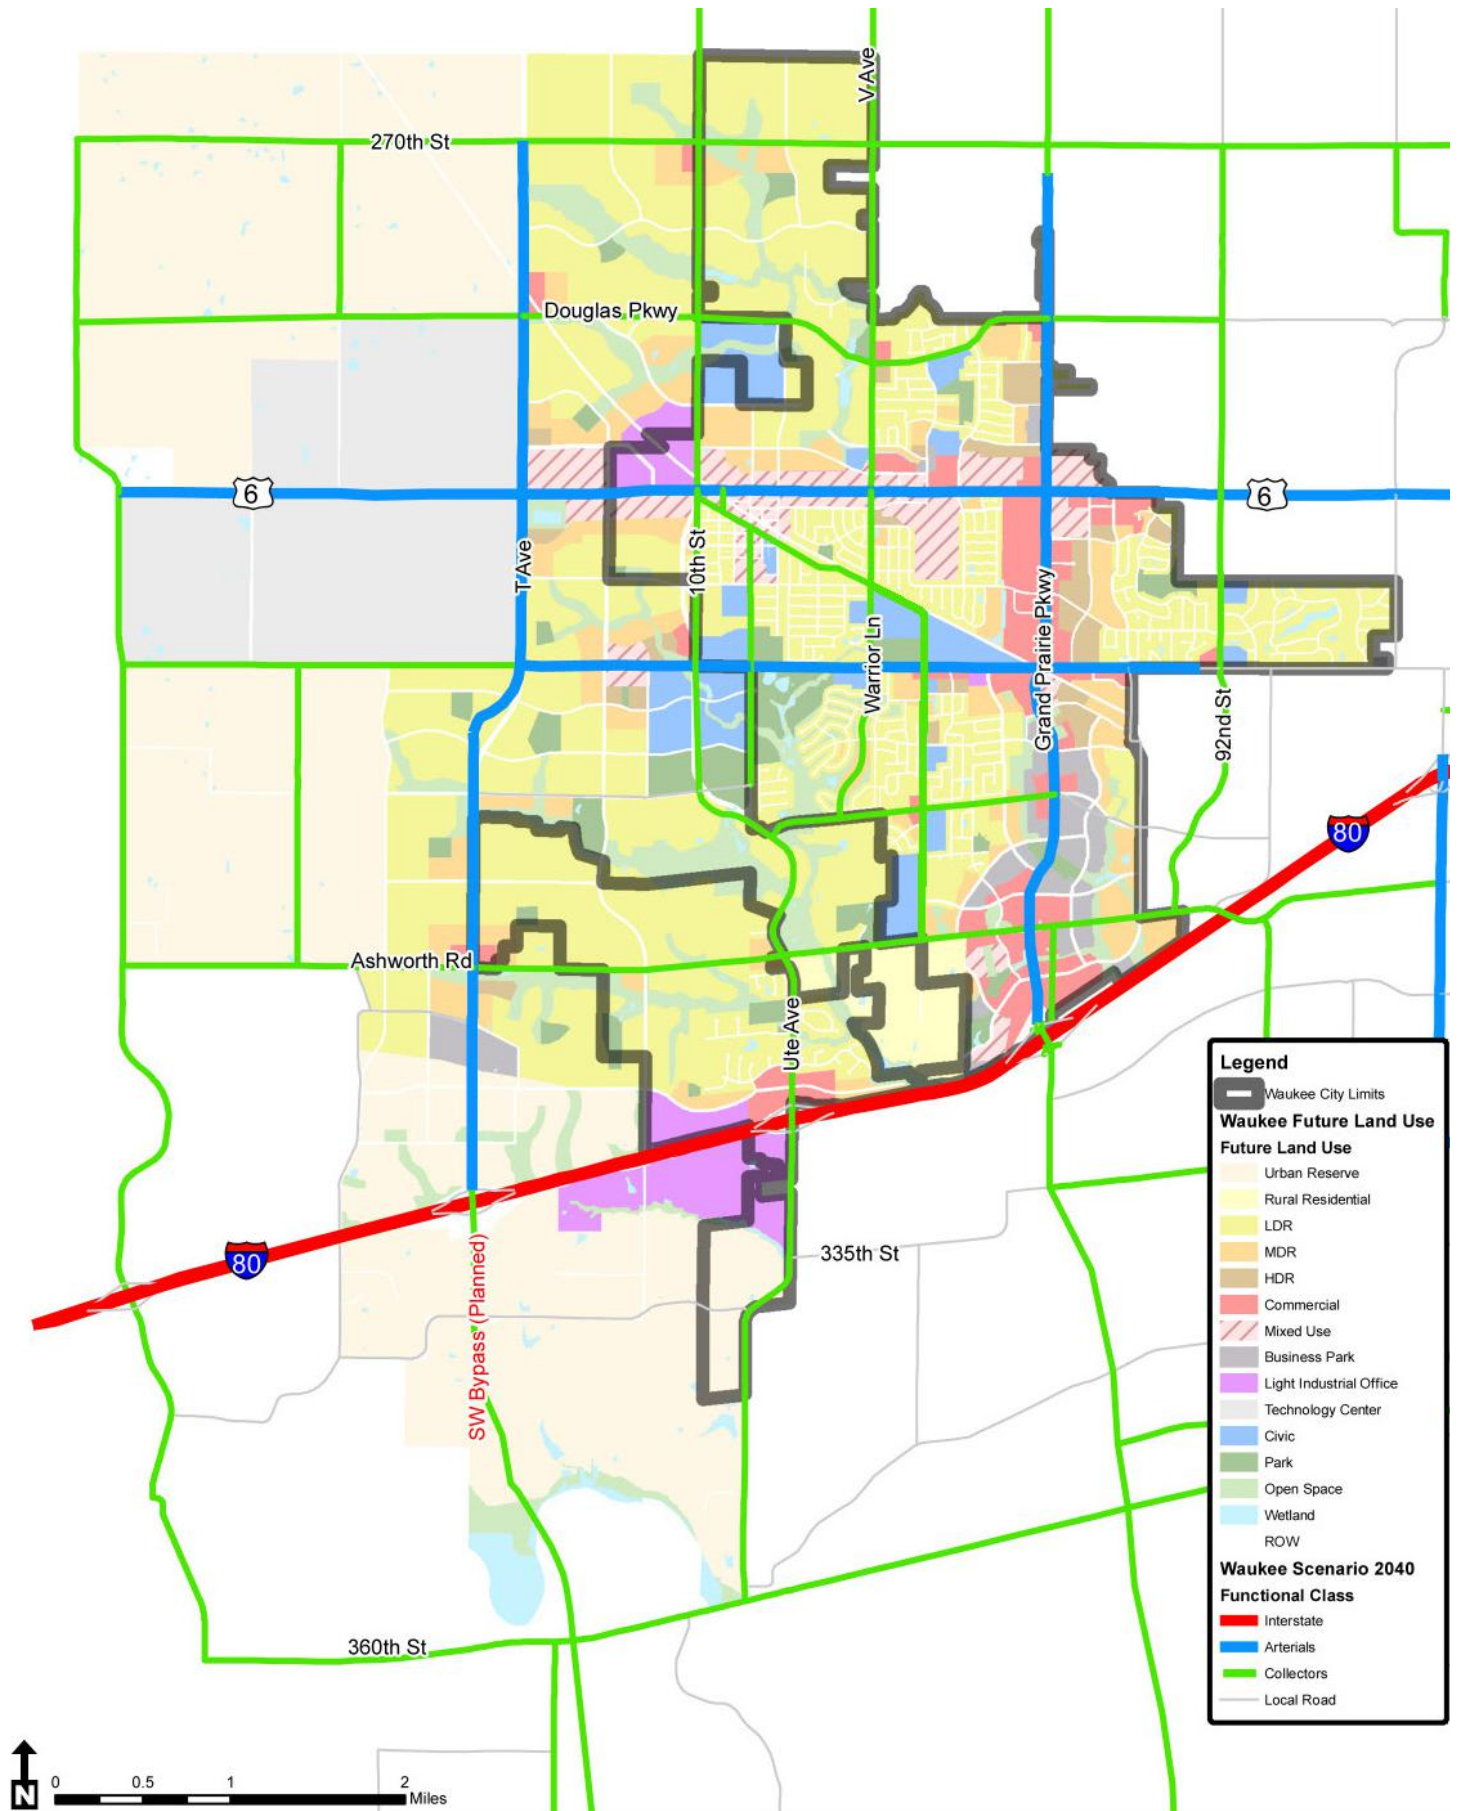 V Ave
270th St
Douglas Pkwy
6
6
T Ave
10th St
Grand Prairie Pkwy
Warrior Ln
92nd St
80
Ashworth Rd
Ute Ave
335th St
80
SW Bypass (Planned)
360th St
Legend
Waukee City Limits
Waukee Future Land Use
Future Land Use
Urban Reserve
Rural Residential
LDR
MDR
HDR
Commercial
Mixed Use
Business Park
Light Industrial Office
Technology Center
Civic
Park
Open Space
Wetland
ROW
Waukee Scenario 2040
Functional Class
Interstate
Arterials
Collectors
Local Road
N
0 0.5 1 2
Miles